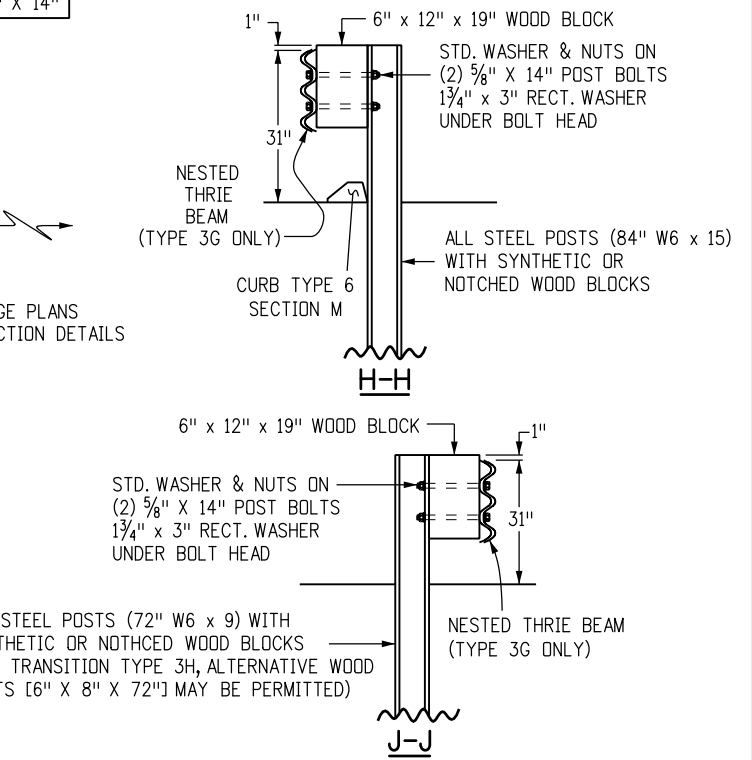 X 14"
1"
6" x 12" x 19" WOOD BLOCK
STD. WASHER & NUTS ON
(2) 5/8" X 14" POST BOLTS
1 3/4" x 3" RECT. WASHER
UNDER BOLT HEAD
31"
NESTED
THRIE
BEAM
(TYPE 3G ONLY)
ALL STEEL POSTS (84" W6 x 15)
WITH SYNTHETIC OR
NOTCHED WOOD BLOCKS
CURB TYPE 6
SECTION M
GE PLANS
CTION DETAILS
H-H
6" x 12" x 19" WOOD BLOCK
1"
STD. WASHER & NUTS ON
(2) 5/8" X 14" POST BOLTS
1 3/4" x 3" RECT. WASHER
UNDER BOLT HEAD
31"
STEEL POSTS (72" W6 x 9) WITH
THETIC OR NOTHCED WOOD BLOCKS
TRANSITION TYPE 3H, ALTERNATIVE WOOD
TS [6" X 8" X 72"] MAY BE PERMITTED)
NESTED THRIE BEAM
(TYPE 3G ONLY)
J-J